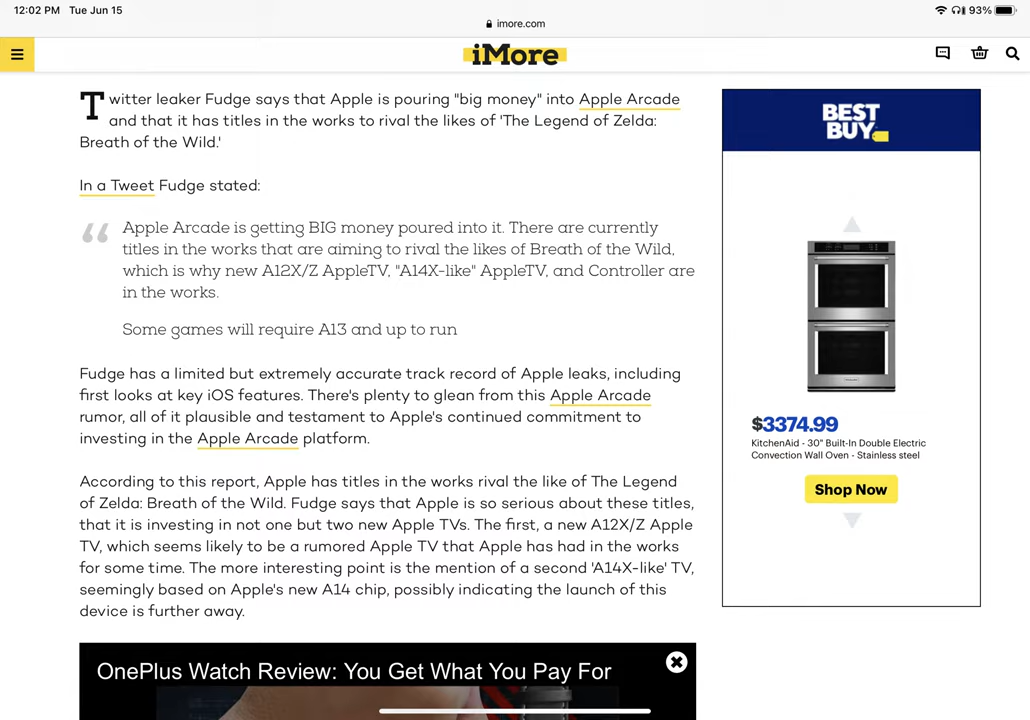 12:02 PM Tue Jun 15
93%
imore.com
iMore
Twitter leaker Fudge says that Apple is pouring "big money" into Apple Arcade
and that it has titles in the works to rival the likes of 'The Legend of Zelda:
Breath of the Wild.'
In a Tweet Fudge stated:
“ Apple Arcade is getting BIG money poured into it. There are currently
titles in the works that are aiming to rival the likes of Breath of the Wild,
which is why new A12X/Z AppleTV, "A14X-like" AppleTV, and Controller are
in the works.
Some games will require A13 and up to run
Fudge has a limited but extremely accurate track record of Apple leaks, including
first looks at key iOS features. There's plenty to glean from this Apple Arcade
rumor, all of it plausible and testament to Apple's continued commitment to
investing in the Apple Arcade platform.
According to this report, Apple has titles in the works rival the like of The Legend
of Zelda: Breath of the Wild. Fudge says that Apple is so serious about these titles,
that it is investing in not one but two new Apple TVs. The first, a new A12X/Z Apple
TV, which seems likely to be a rumored Apple TV that Apple has had in the works
for some time. The more interesting point is the mention of a second 'A14X-like' TV,
seemingly based on Apple's new A14 chip, possibly indicating the launch of this
device is further away.
OnePlus Watch Review: You Get What You Pay For
BEST
BUY
$3374.99
KitchenAid - 30" Built-In Double Electric
Convection Wall Oven - Stainless steel
Shop Now